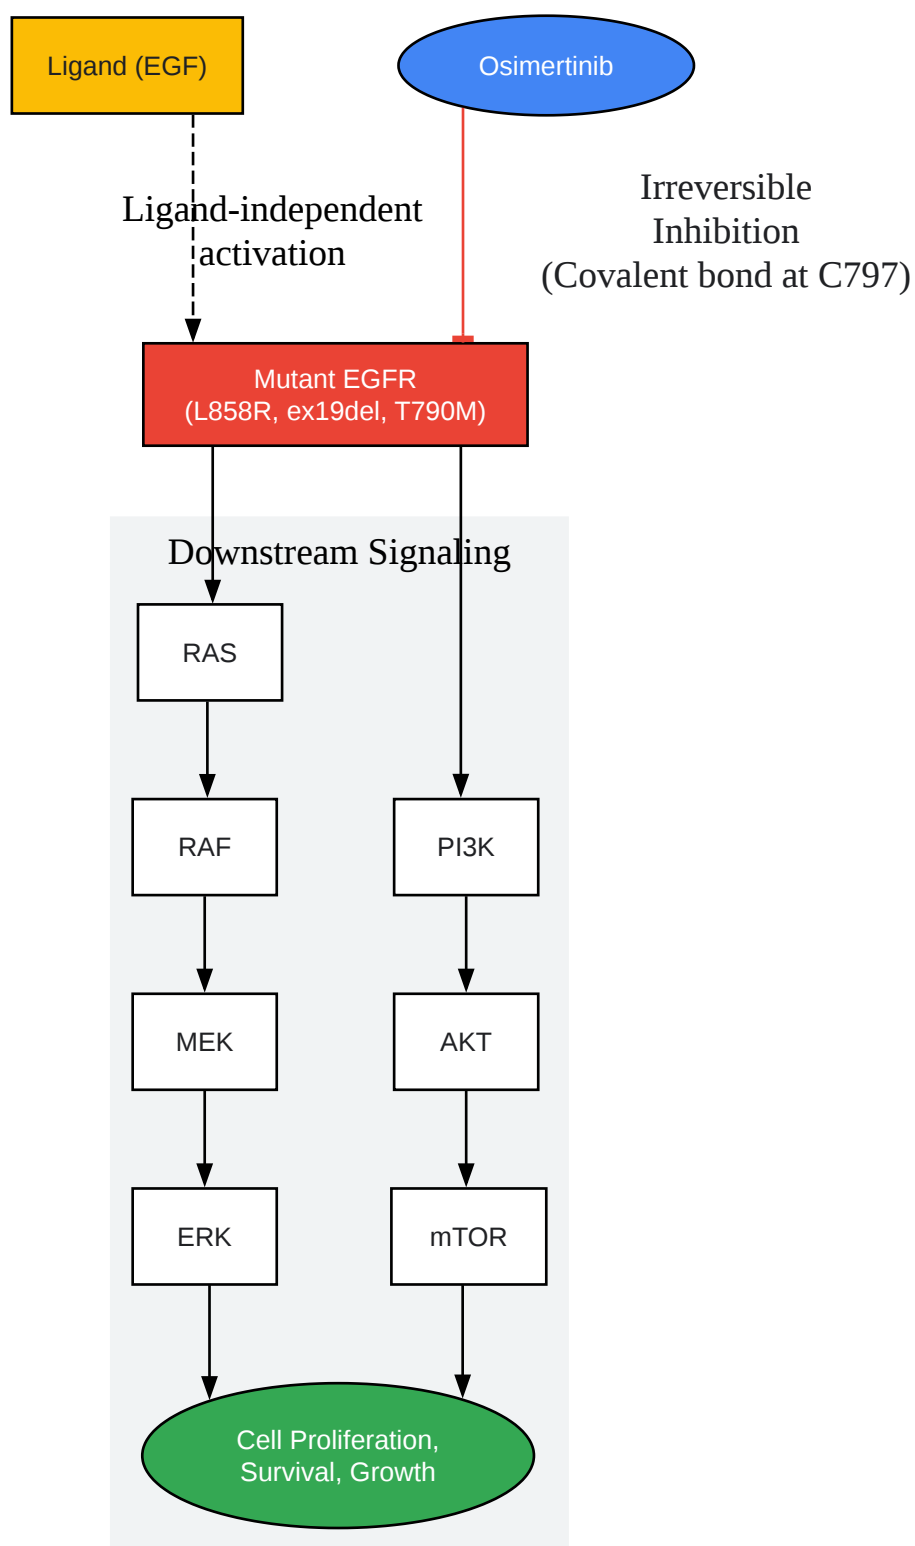 Ligand (EGF)
Osimertinib
Ligand-independent
activation
Irreversible
Inhibition
(Covalent bond at C797)
Mutant EGFR
(L858R, ex19del, T790M)
Downstream Signaling
RAS
RAF
PI3K
MEK
AKT
ERK
mTOR
Cell Proliferation,
Survival, Growth